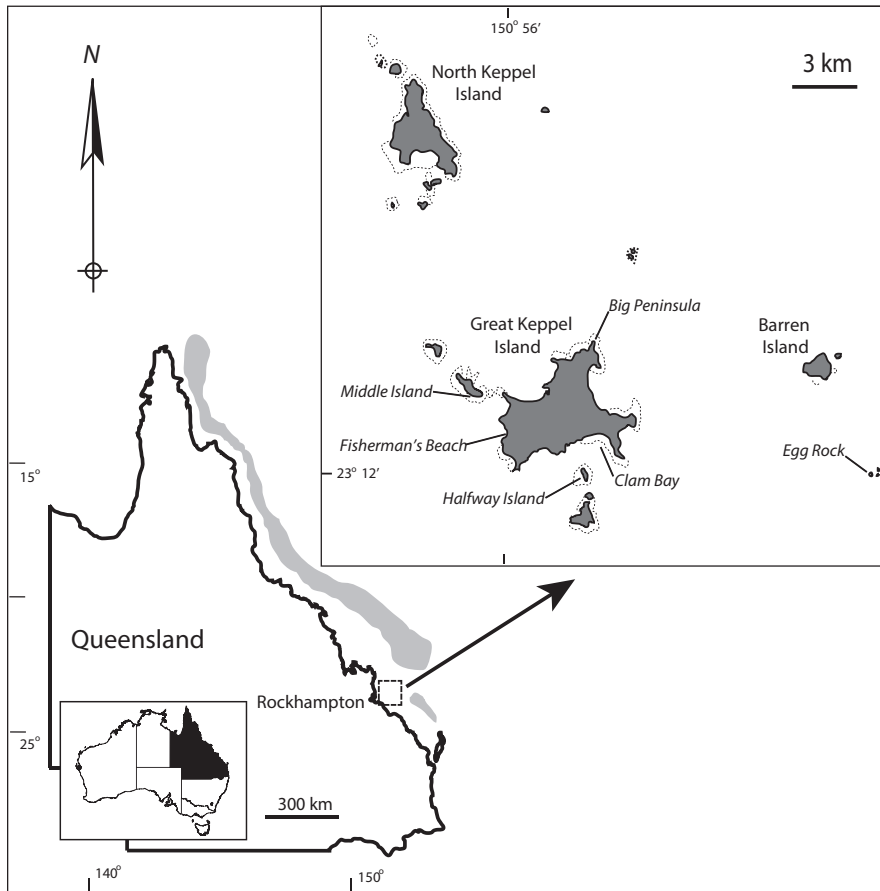 150° 56'
N
North Keppel
Island
3 km
Big Peninsula
Great Keppel
Island
Barren
Island
Middle Island
Fisherman's Beach
Egg Rock
23° 12'
Clam Bay
Halfway Island
15°
Queensland
Rockhampton
25°
300 km
140°
150°